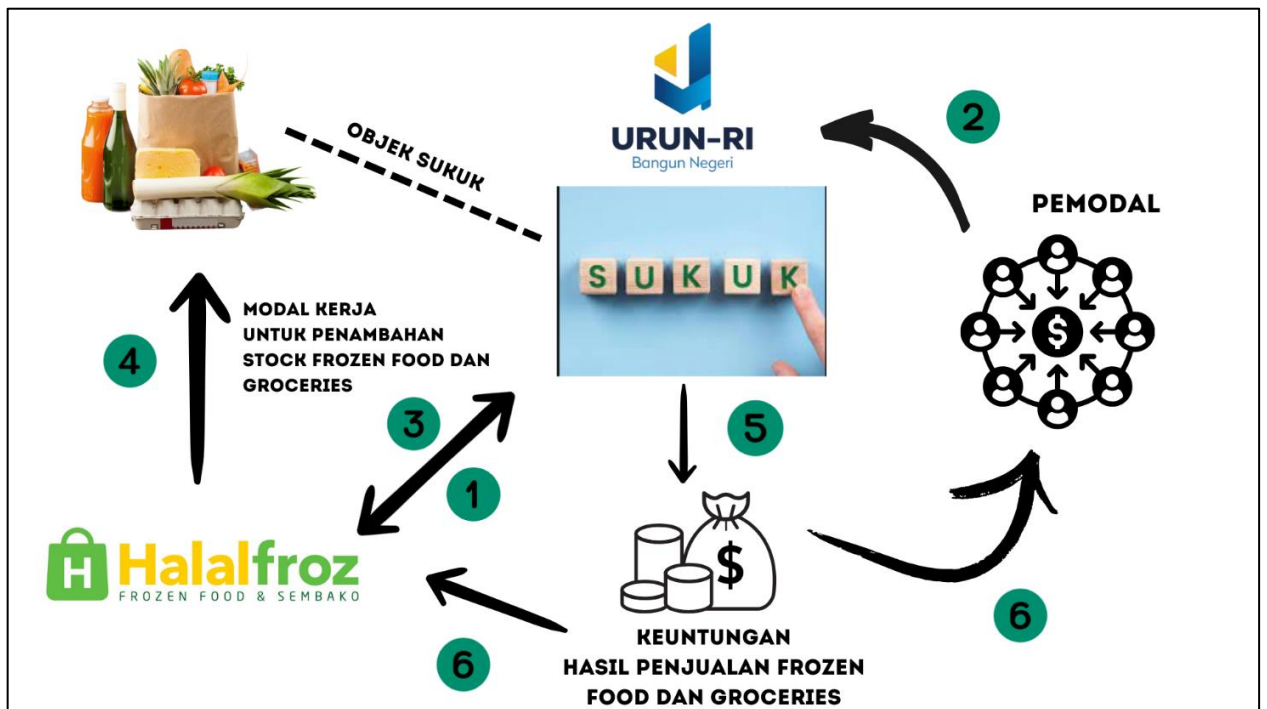 URUN-RI
Bangun Negeri
2
OBJEK SUKUK
PEMODAL
SUKUK
$
MODAL KERJA
UNTUK PENAMBAHAN
STOCK FROZEN FOOD DAN
GROCERIES
4
3
5
1
H Halalfroz
FROZEN FOOD & SEMBAKO
$
6
6
KEUNTUNGAN
HASIL PENJUALAN FROZEN
FOOD DAN GROCERIES